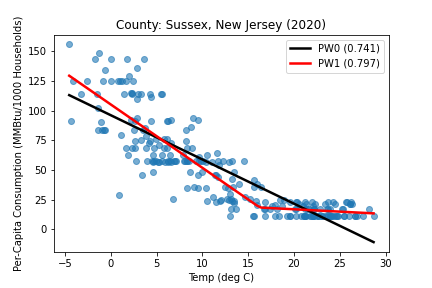 County: Sussex, New Jersey (2020)
PW0 (0.741)
PW1 (0.797)
Per-Capita Consumption (MMBtu/1000 Households)
150
125
100
75
50
25
0
−5 0 5 10 15 20 25 30
Temp (deg C)